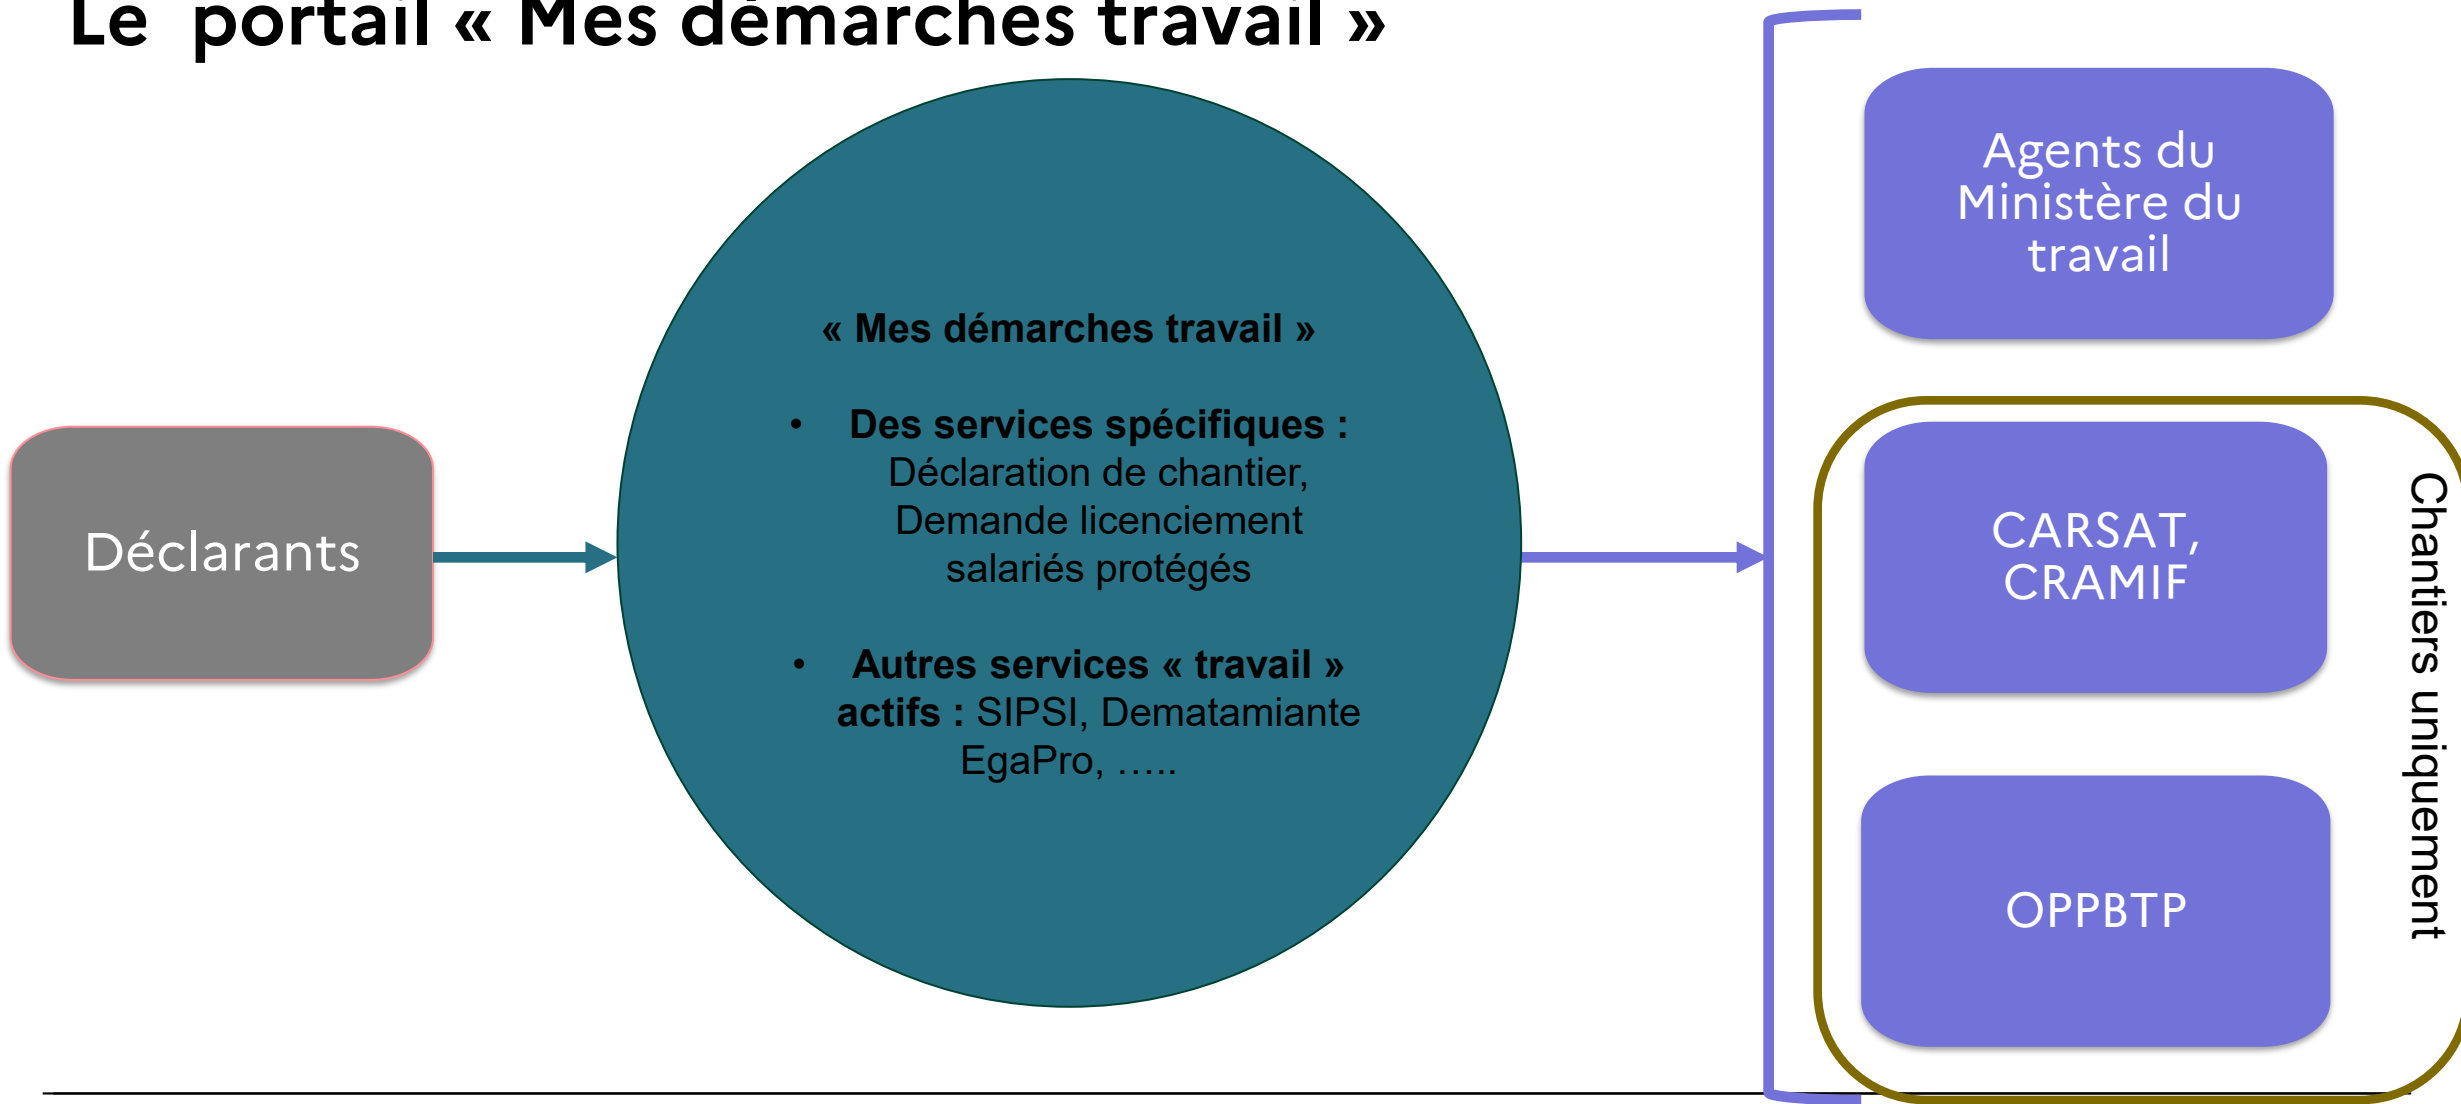 Le portail « Mes démarches travail »
Déclarants
« Mes démarches travail »
• Des services spécifiques :
Déclaration de chantier,
Demande licenciement
salariés protégés
• Autres services « travail »
actifs : SIPSI, Dematamiante
EgaPro, .....
Agents du
Ministère du
travail
CARSAT,
CRAMIF
OPPBTP
Chantiers uniquement